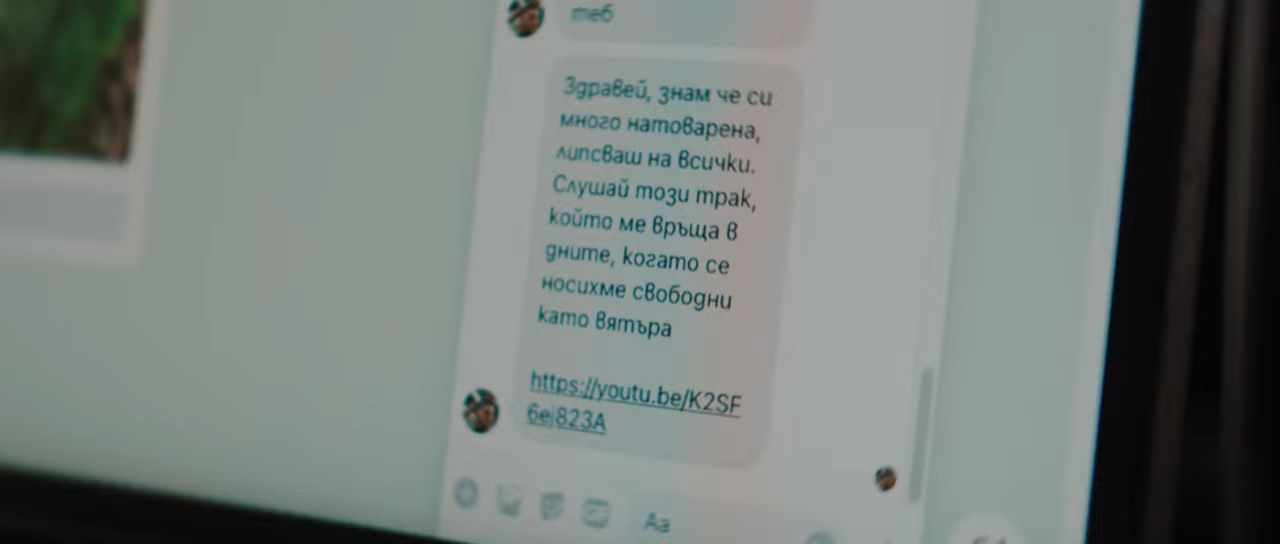 теб
Здравей, знам че си
много натоварена,
липсваш на всички.
Слушай този трак,
който ме връща в
дните, когато се
носихме свободни
като вятъра
https://youtu.be/K2SF
6ej823A
Aa